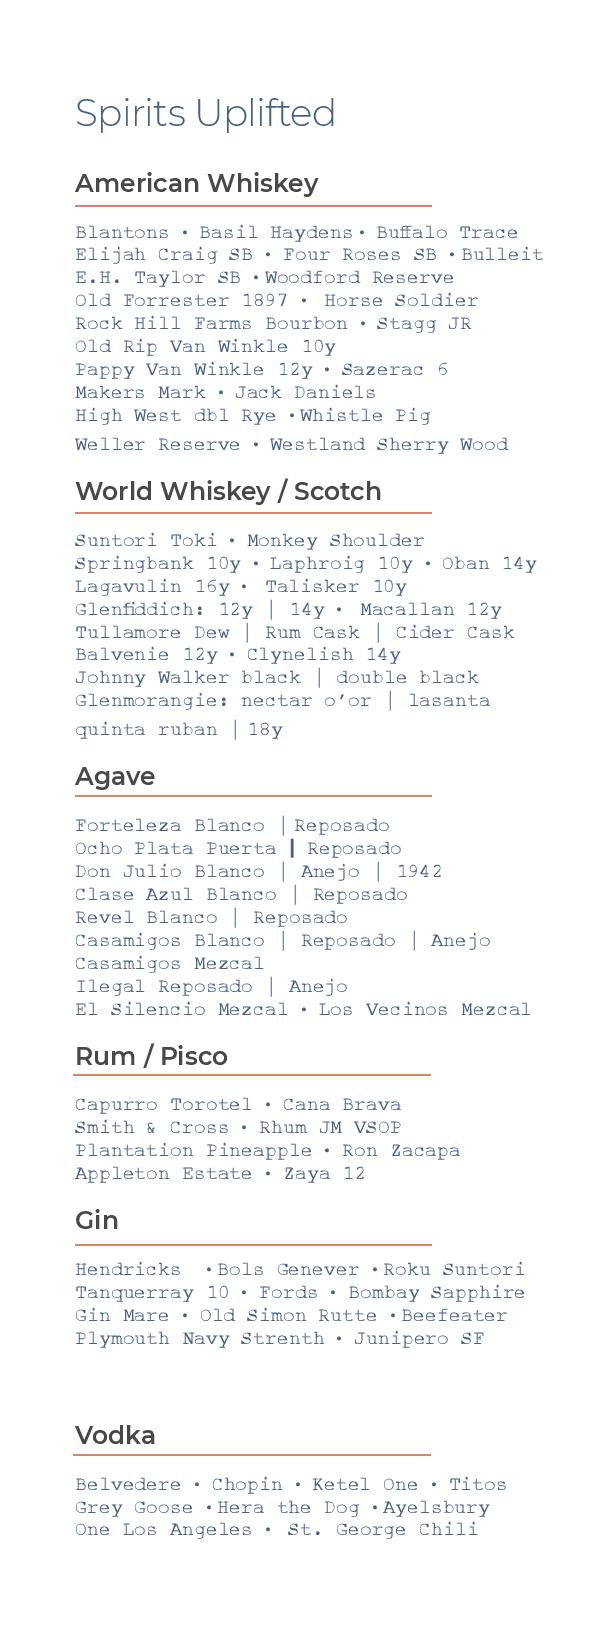 Spirits Uplifted
American Whiskey
Blantons • Basil Haydens • Buffalo Trace
Elijah Craig SB • Four Roses SB • Bulleit
E.H. Taylor SB • Woodford Reserve
Old Forrester 1897 • Horse Soldier
Rock Hill Farms Bourbon • Stagg JR
Old Rip Van Winkle 10y
Pappy Van Winkle 12y • Sazerac 6
Makers Mark • Jack Daniels
High West dbl Rye • Whistle Pig
Weller Reserve • Westland Sherry Wood
World Whiskey / Scotch
Suntori Toki • Monkey Shoulder
Springbank 10y • Laphroig 10y • Oban 14y
Lagavulin 16y • Talisker 10y
Glenfiddich: 12y | 14y • Macallan 12y
Tullamore Dew | Rum Cask | Cider Cask
Balvenie 12y • Clynelish 14y
Johnny Walker black | double black
Glenmorangie: nectar o’or | lasanta
quinta ruban | 18y
Agave
Forteleza Blanco | Reposado
Ocho Plata Puerta | Reposado
Don Julio Blanco | Anejo | 1942
Clase Azul Blanco | Reposado
Revel Blanco | Reposado
Casamigos Blanco | Reposado | Anejo
Casamigos Mezcal
Ilegal Reposado | Anejo
El Silencio Mezcal • Los Vecinos Mezcal
Rum / Pisco
Capurro Torotel • Cana Brava
Smith & Cross • Rhum JM VSOP
Plantation Pineapple • Ron Zacapa
Appleton Estate • Zaya 12
Gin
Hendricks • Bols Genever • Roku Suntori
Tanquerray 10 • Fords • Bombay Sapphire
Gin Mare • Old Simon Rutte • Beefeater
Plymouth Navy Strenth • Junipero SF
Vodka
Belvedere • Chopin • Ketel One • Titos
Grey Goose • Hera the Dog • Ayelsbury
One Los Angeles • St. George Chili